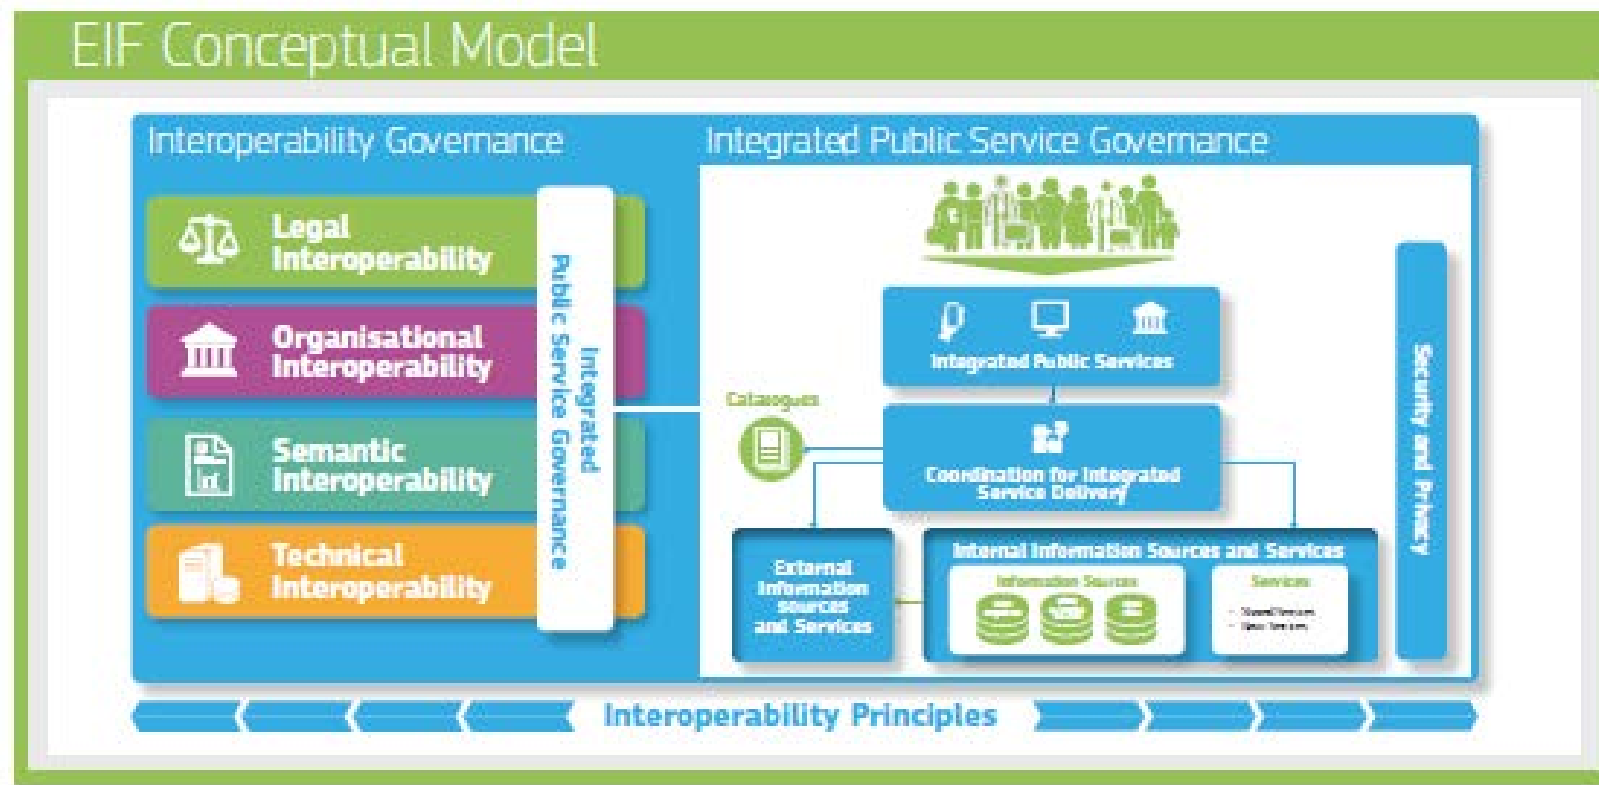 EIF Conceptual Model
Interoperability Governance
Integrated Public Service Governance
Legal
Interoperability
Organisational
Interoperability
Semantic
Interoperability
Technical
Interoperability
Integrated
Public Service Governance
Integrated Public Services
Catalogues
Coordination for Integrated
Service Delivery
External
Information
sources
and Services
Internal Information Sources and Services
Information Sources
Services
Security and Privacy
Interoperability Principles